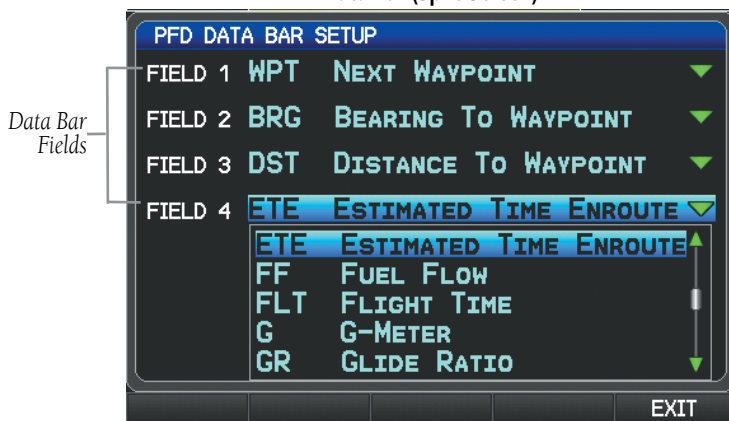 PFD DATA BAR SETUP
FIELD 1 WPT NEXT WAYPOINT
FIELD 2 BRG BEARING TO WAYPOINT
Data Bar
Fields
FIELD 3 DST DISTANCE TO WAYPOINT
FIELD 4 ETE ESTIMATED TIME ENROUTE
ETE ESTIMATED TIME ENROUTE
FF FUEL FLOW
FLT FLIGHT TIME
G G-METER
GR GLIDE RATIO
EXIT